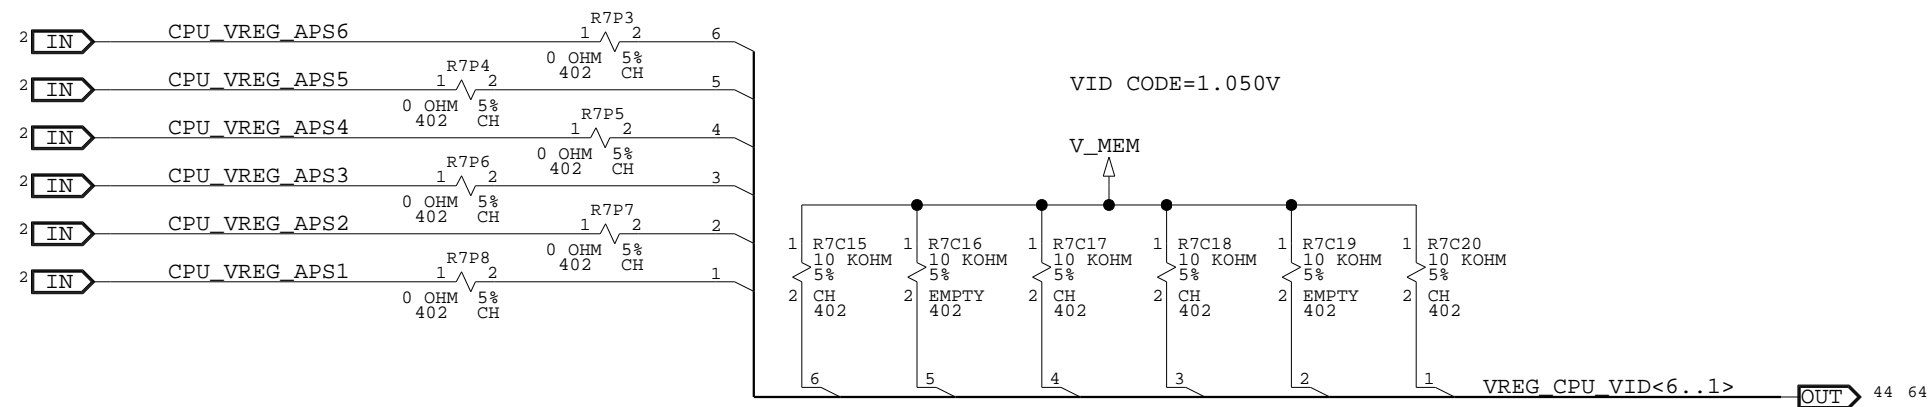 2 IN CPU_VREG_APS6
R7P3
1 2
0 OHM 5%
402 CH
6
2 IN CPU_VREG_APS5
R7P4
1 2
0 OHM 5%
402 CH
5
2 IN CPU_VREG_APS4
R7P5
1 2
0 OHM 5%
402 CH
4
2 IN CPU_VREG_APS3
R7P6
1 2
0 OHM 5%
402 CH
3
2 IN CPU_VREG_APS2
R7P7
1 2
0 OHM 5%
402 CH
2
2 IN CPU_VREG_APS1
R7P8
1 2
0 OHM 5%
402 CH
1
VID CODE=1.050V
V_MEM
1 R7C15
10 KOHM
5%
2 CH
402
6
1 R7C16
10 KOHM
5%
2 EMPTY
402
5
1 R7C17
10 KOHM
5%
2 CH
402
4
1 R7C18
10 KOHM
5%
2 CH
402
3
1 R7C19
10 KOHM
5%
2 EMPTY
402
2
1 R7C20
10 KOHM
5%
2 CH
402
1
VREG_CPU_VID<6..1>
OUT 44 64